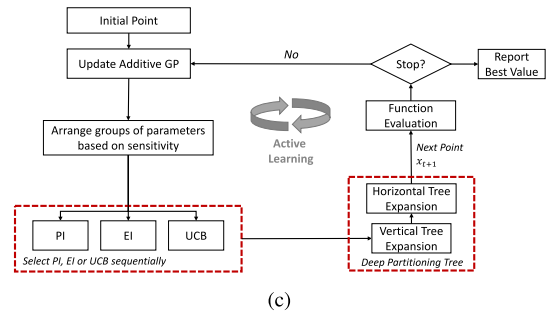 Initial Point
Update Additive GP
No
Stop?
Report
Best Value
Function
Evaluation
Arrange groups of parameters
based on sensitivity
Active
Learning
Next Point
x_{t+1}
Horizontal Tree
Expansion
PI
EI
UCB
Vertical Tree
Expansion
Select PI, EI or UCB sequentially
Deep Partitioning Tree
(c)